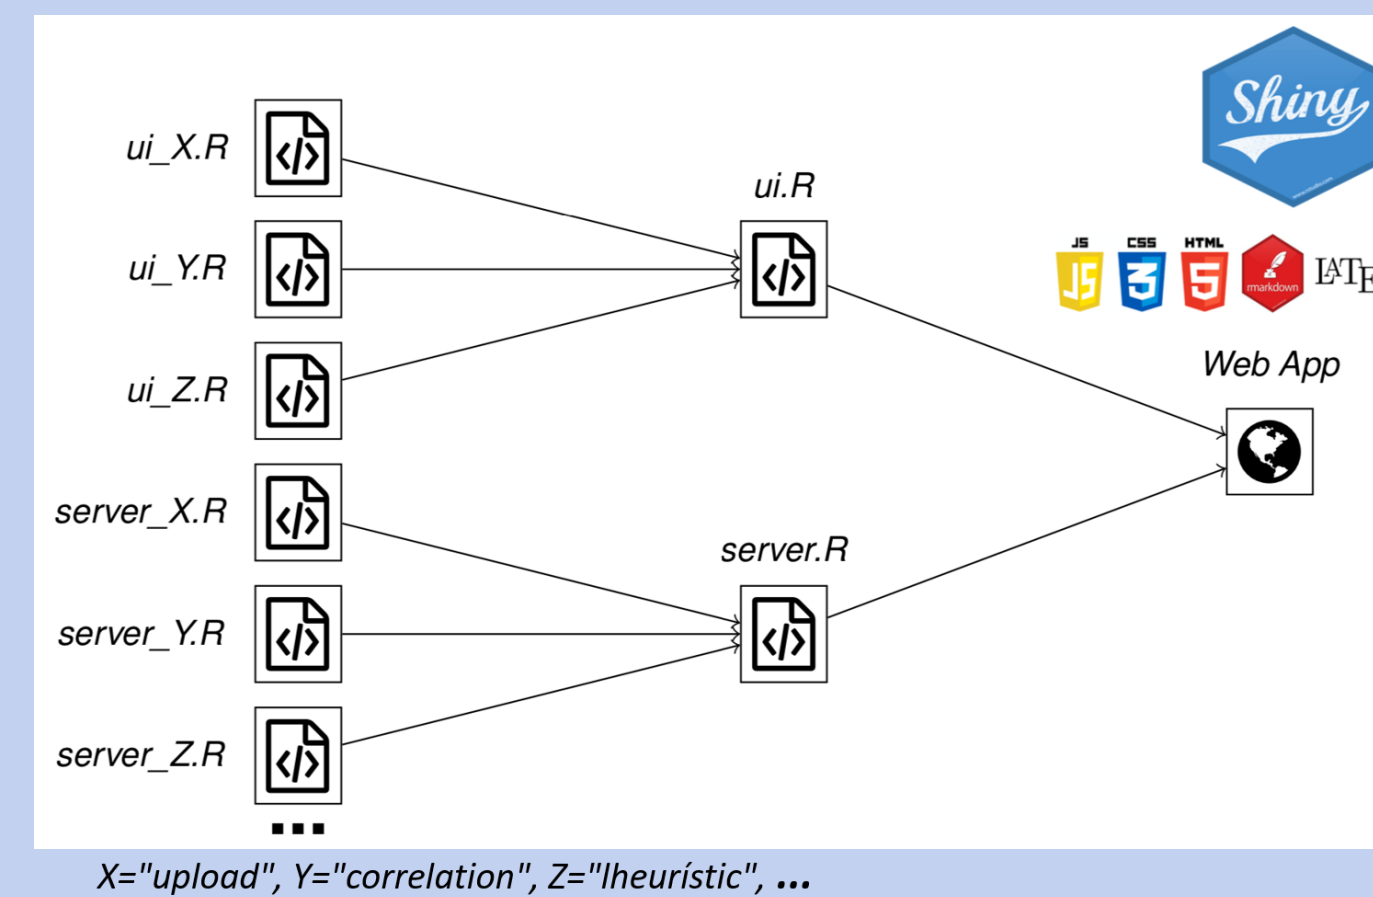 Shiny
ui_X.R
ui.R
JS CSS HTML
rmarkdown
ui_Y.R
Web App
ui_Z.R
server_X.R
server.R
server_Y.R
server_Z.R
...
X="upload", Y="correlation", Z="lheurístic", ...